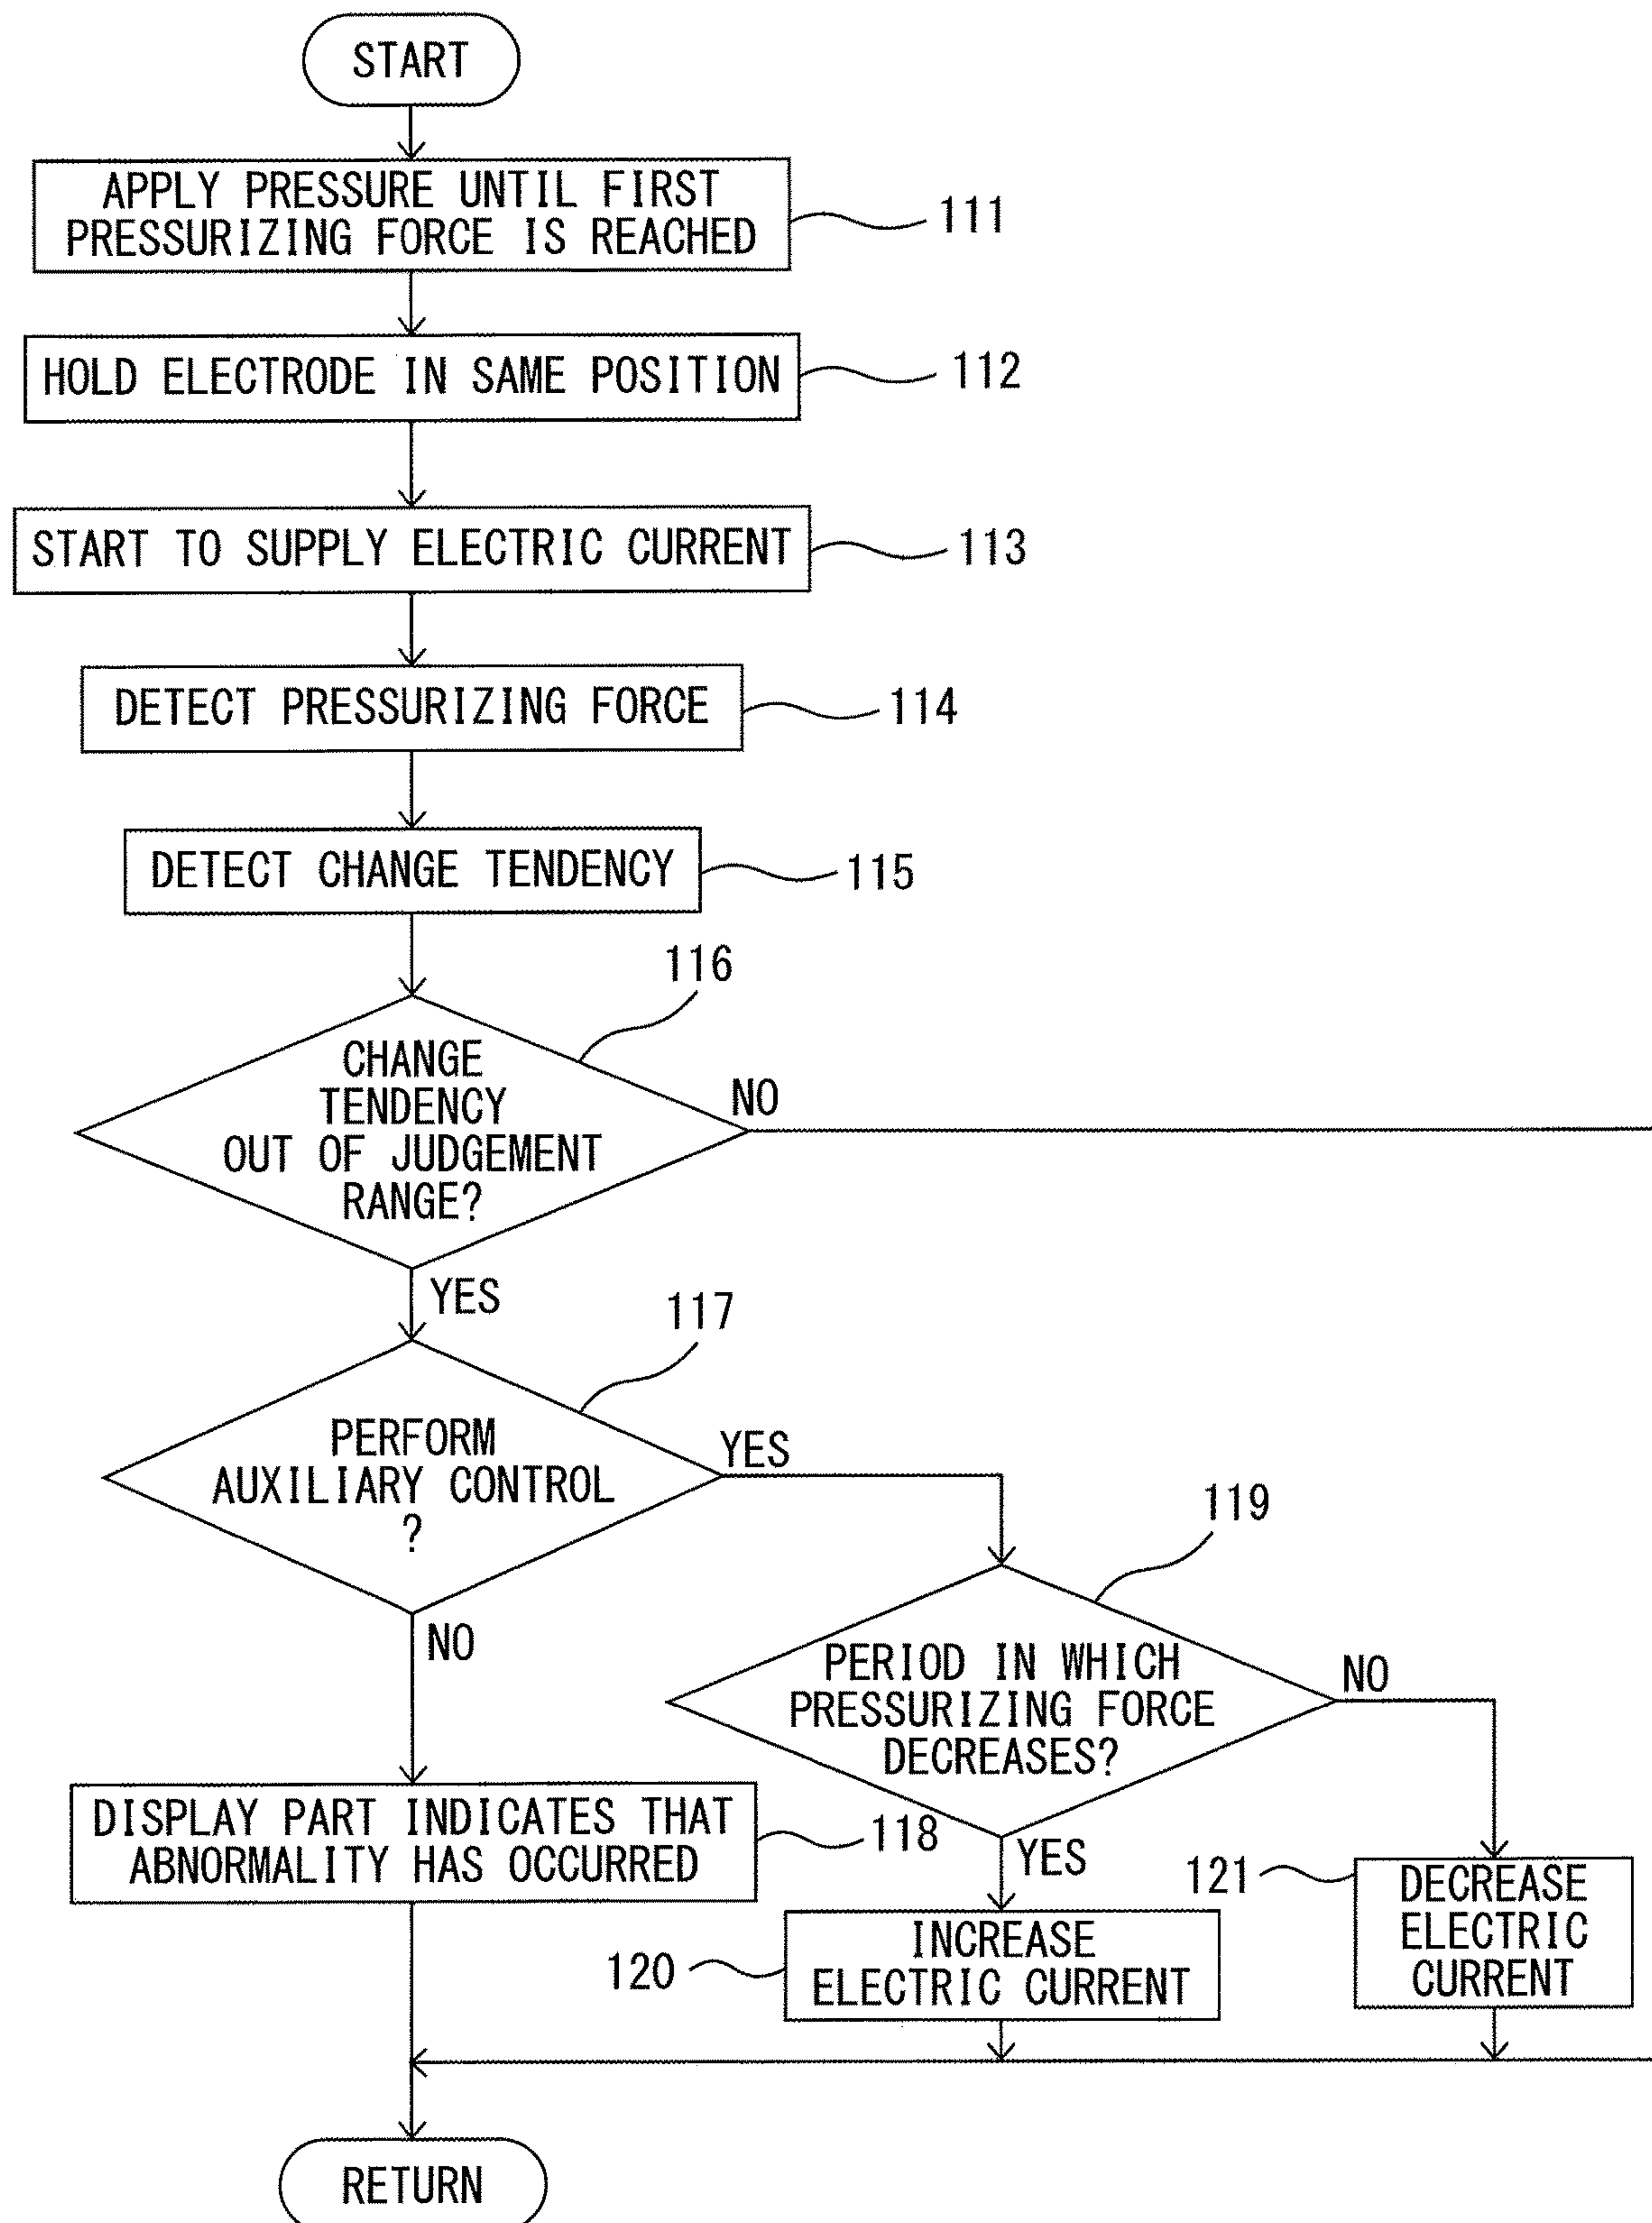 START
APPLY PRESSURE UNTIL FIRST
PRESSURIZING FORCE IS REACHED
111
HOLD ELECTRODE IN SAME POSITION
112
START TO SUPPLY ELECTRIC CURRENT
113
DETECT PRESSURIZING FORCE
114
DETECT CHANGE TENDENCY
115
116
CHANGE
TENDENCY
OUT OF JUDGEMENT
RANGE?
NO
YES
117
PERFORM
AUXILIARY CONTROL
?
YES
NO
119
PERIOD IN WHICH
PRESSURIZING FORCE
DECREASES?
NO
YES
DISPLAY PART INDICATES THAT
ABNORMALITY HAS OCCURRED
118
120
INCREASE
ELECTRIC CURRENT
121
DECREASE
ELECTRIC
CURRENT
RETURN